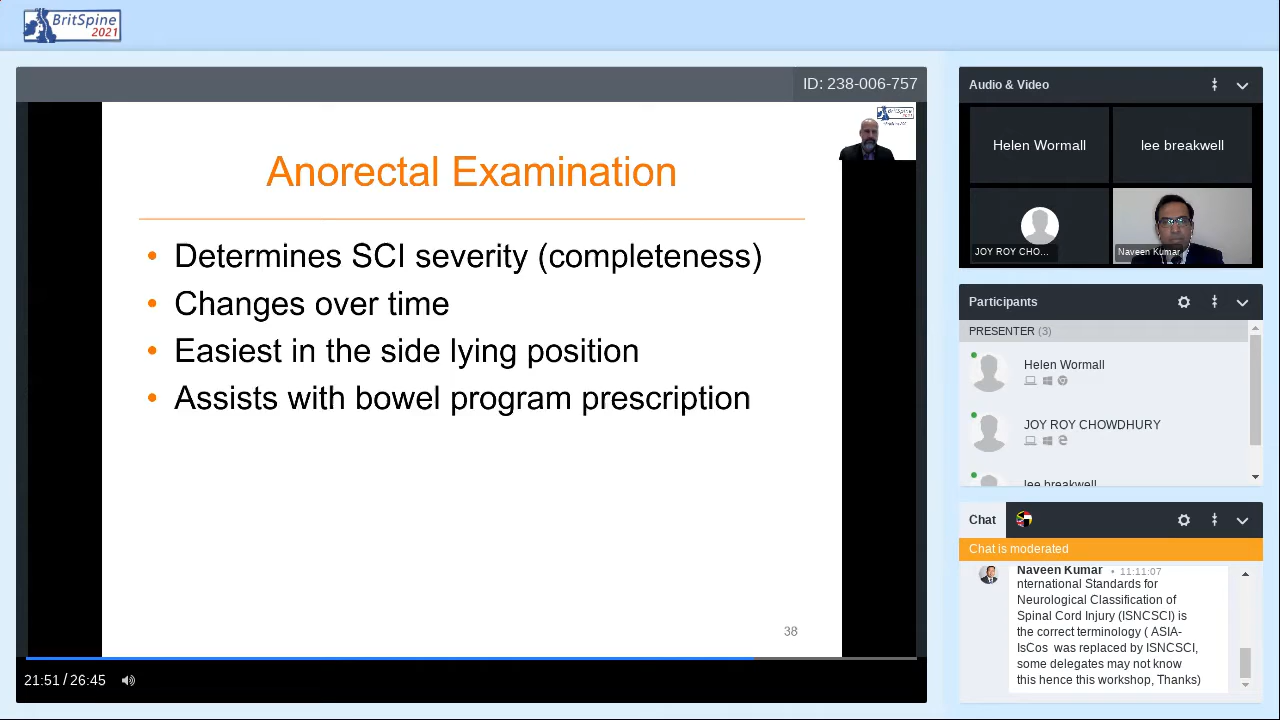 BritSpine
2021
ID: 238-006-757
Anorectal Examination
• Determines SCI severity (completeness)
• Changes over time
• Easiest in the side lying position
• Assists with bowel program prescription
38
21:51 / 26:45
Audio & Video
Helen Wormall
lee breakwell
JOY ROY CHO...
Naveen Kumar
Participants
PRESENTER (3)
Helen Wormall
JOY ROY CHOWDHURY
lee breakwell
Chat
Chat is moderated
Naveen Kumar • 11:11:07
nternational Standards for
Neurological Classification of
Spinal Cord Injury (ISNCSCI) is
the correct terminology ( ASIA-
IsCos was replaced by ISNCSCI,
some delegates may not know
this hence this workshop, Thanks)